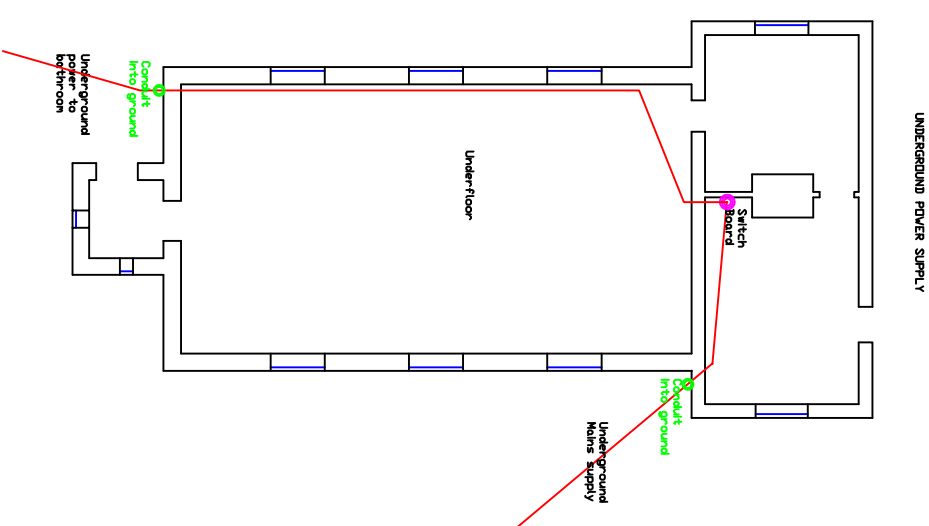 UNDERGROUND POWER SUPPLY
Conduit
Into ground
Underground
power to
bathroom
Underfloor
Switch
Board
Conduit
Into ground
Underground
Mains supply